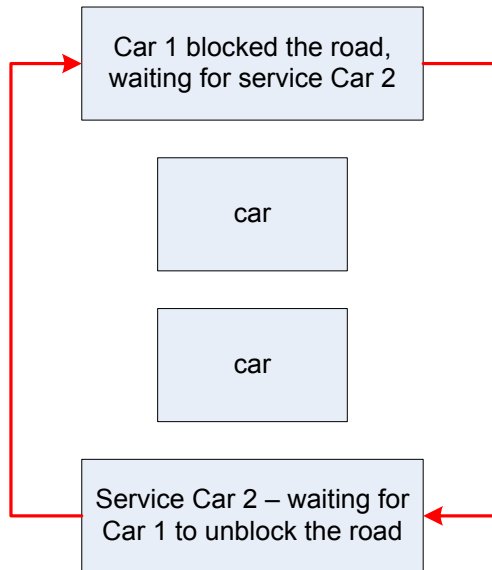 Car 1 blocked the road,
waiting for service Car 2
car
car
Service Car 2 – waiting for
Car 1 to unblock the road